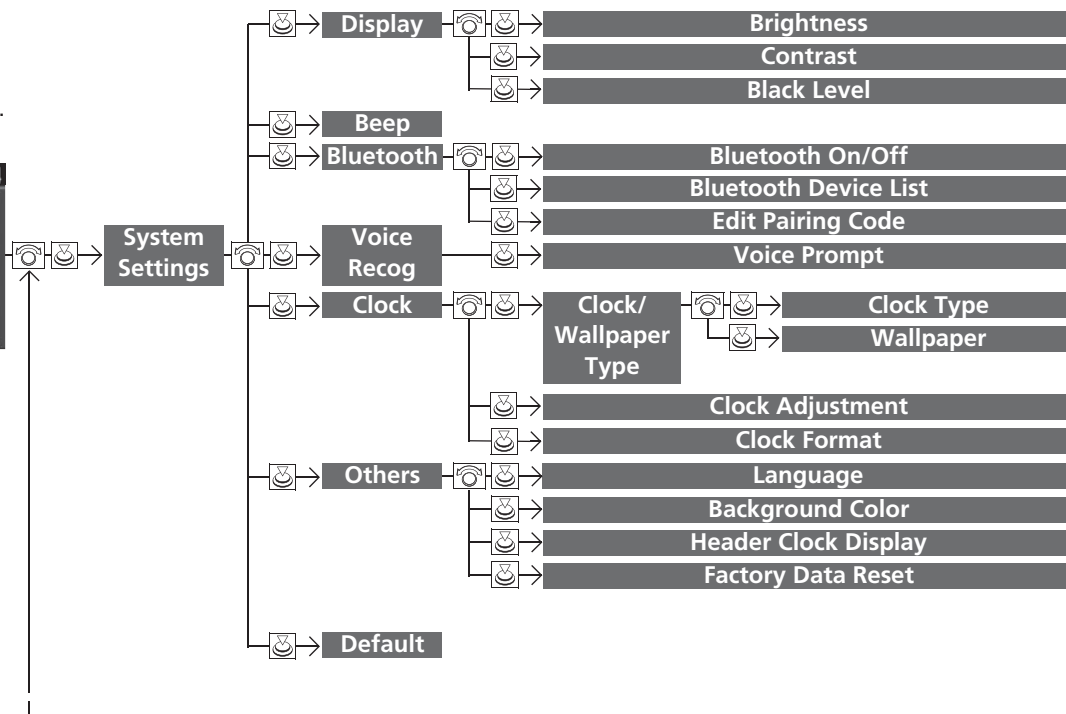 Display
Brightness
Contrast
Black Level
Beep
Bluetooth
Bluetooth On/Off
Bluetooth Device List
Edit Pairing Code
System
Settings
Voice
Recog
Voice Prompt
Clock
Clock/
Wallpaper
Type
Clock Type
Wallpaper
Clock Adjustment
Clock Format
Others
Language
Background Color
Header Clock Display
Factory Data Reset
Default